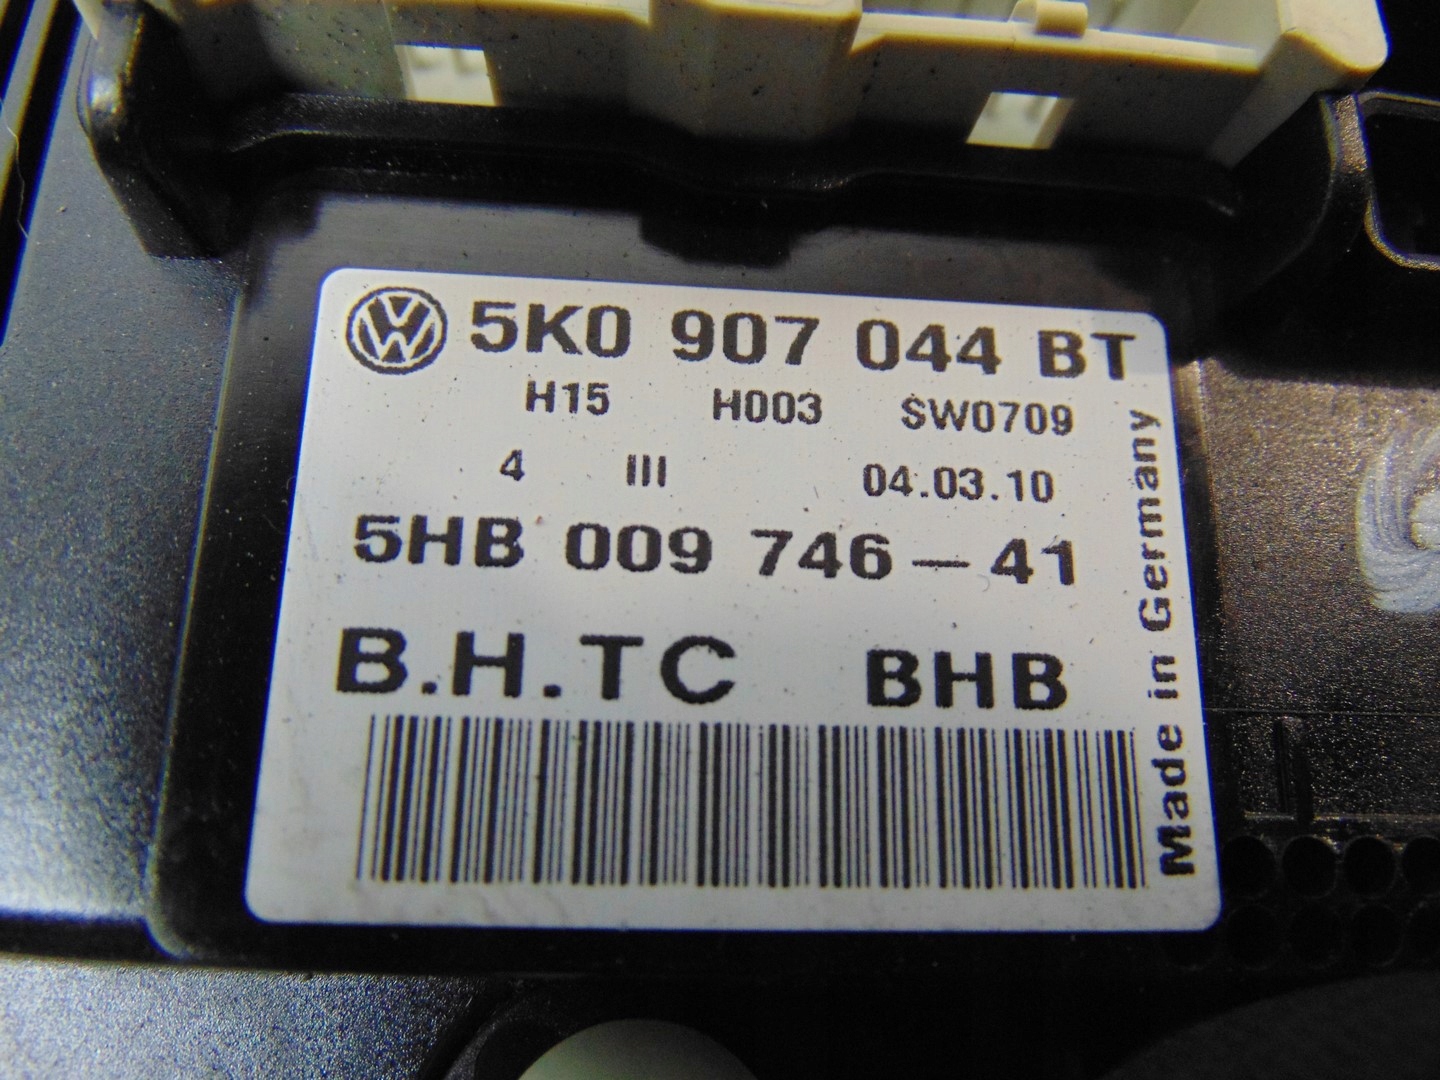 5K0 907 044 BT
H15 H003 SW0709
4 III 04.03.10
5HB 009 746-41
B.H.TC BHB
Made in Germany